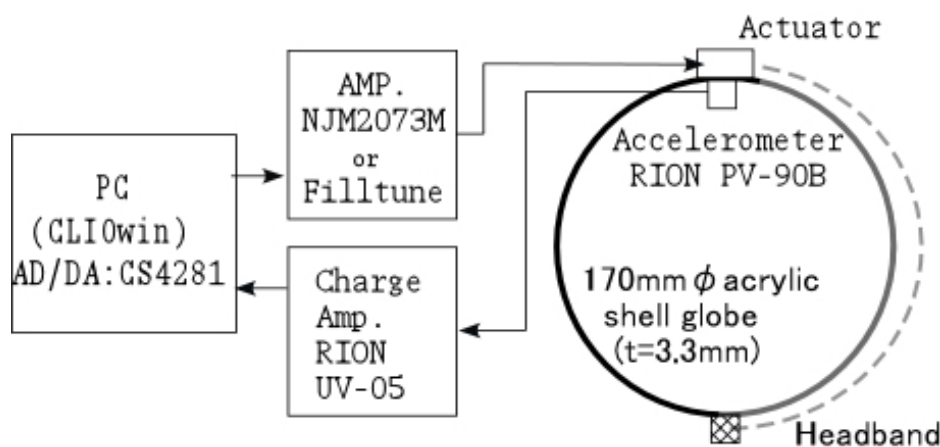 Actuator
AMP.
NJM2073M
or
Filltune
Accelerometer
RION PV-90B
PC
(CLIOwin)
AD/DA:CS4281
Charge
Amp.
RION
UV-05
170mm ϕ acrylic
shell globe
(t=3.3mm)
Headband